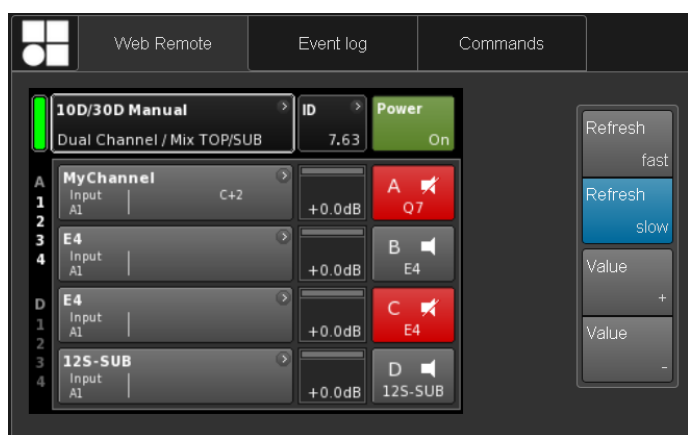 Web Remote
Event log
Commands
10D/30D Manual
ID
Power
Dual Channel / Mix TOP/SUB
7.63
On
Refresh
fast
Refresh
slow
Value
+
Value
-
A
1
2
3
4
D
1
2
3
4
MyChannel
Input
C+2
A1
+0.0dB
A
Q7
E4
Input
A1
+0.0dB
B
E4
E4
Input
A1
+0.0dB
C
E4
12S-SUB
Input
A1
+0.0dB
D
12S-SUB